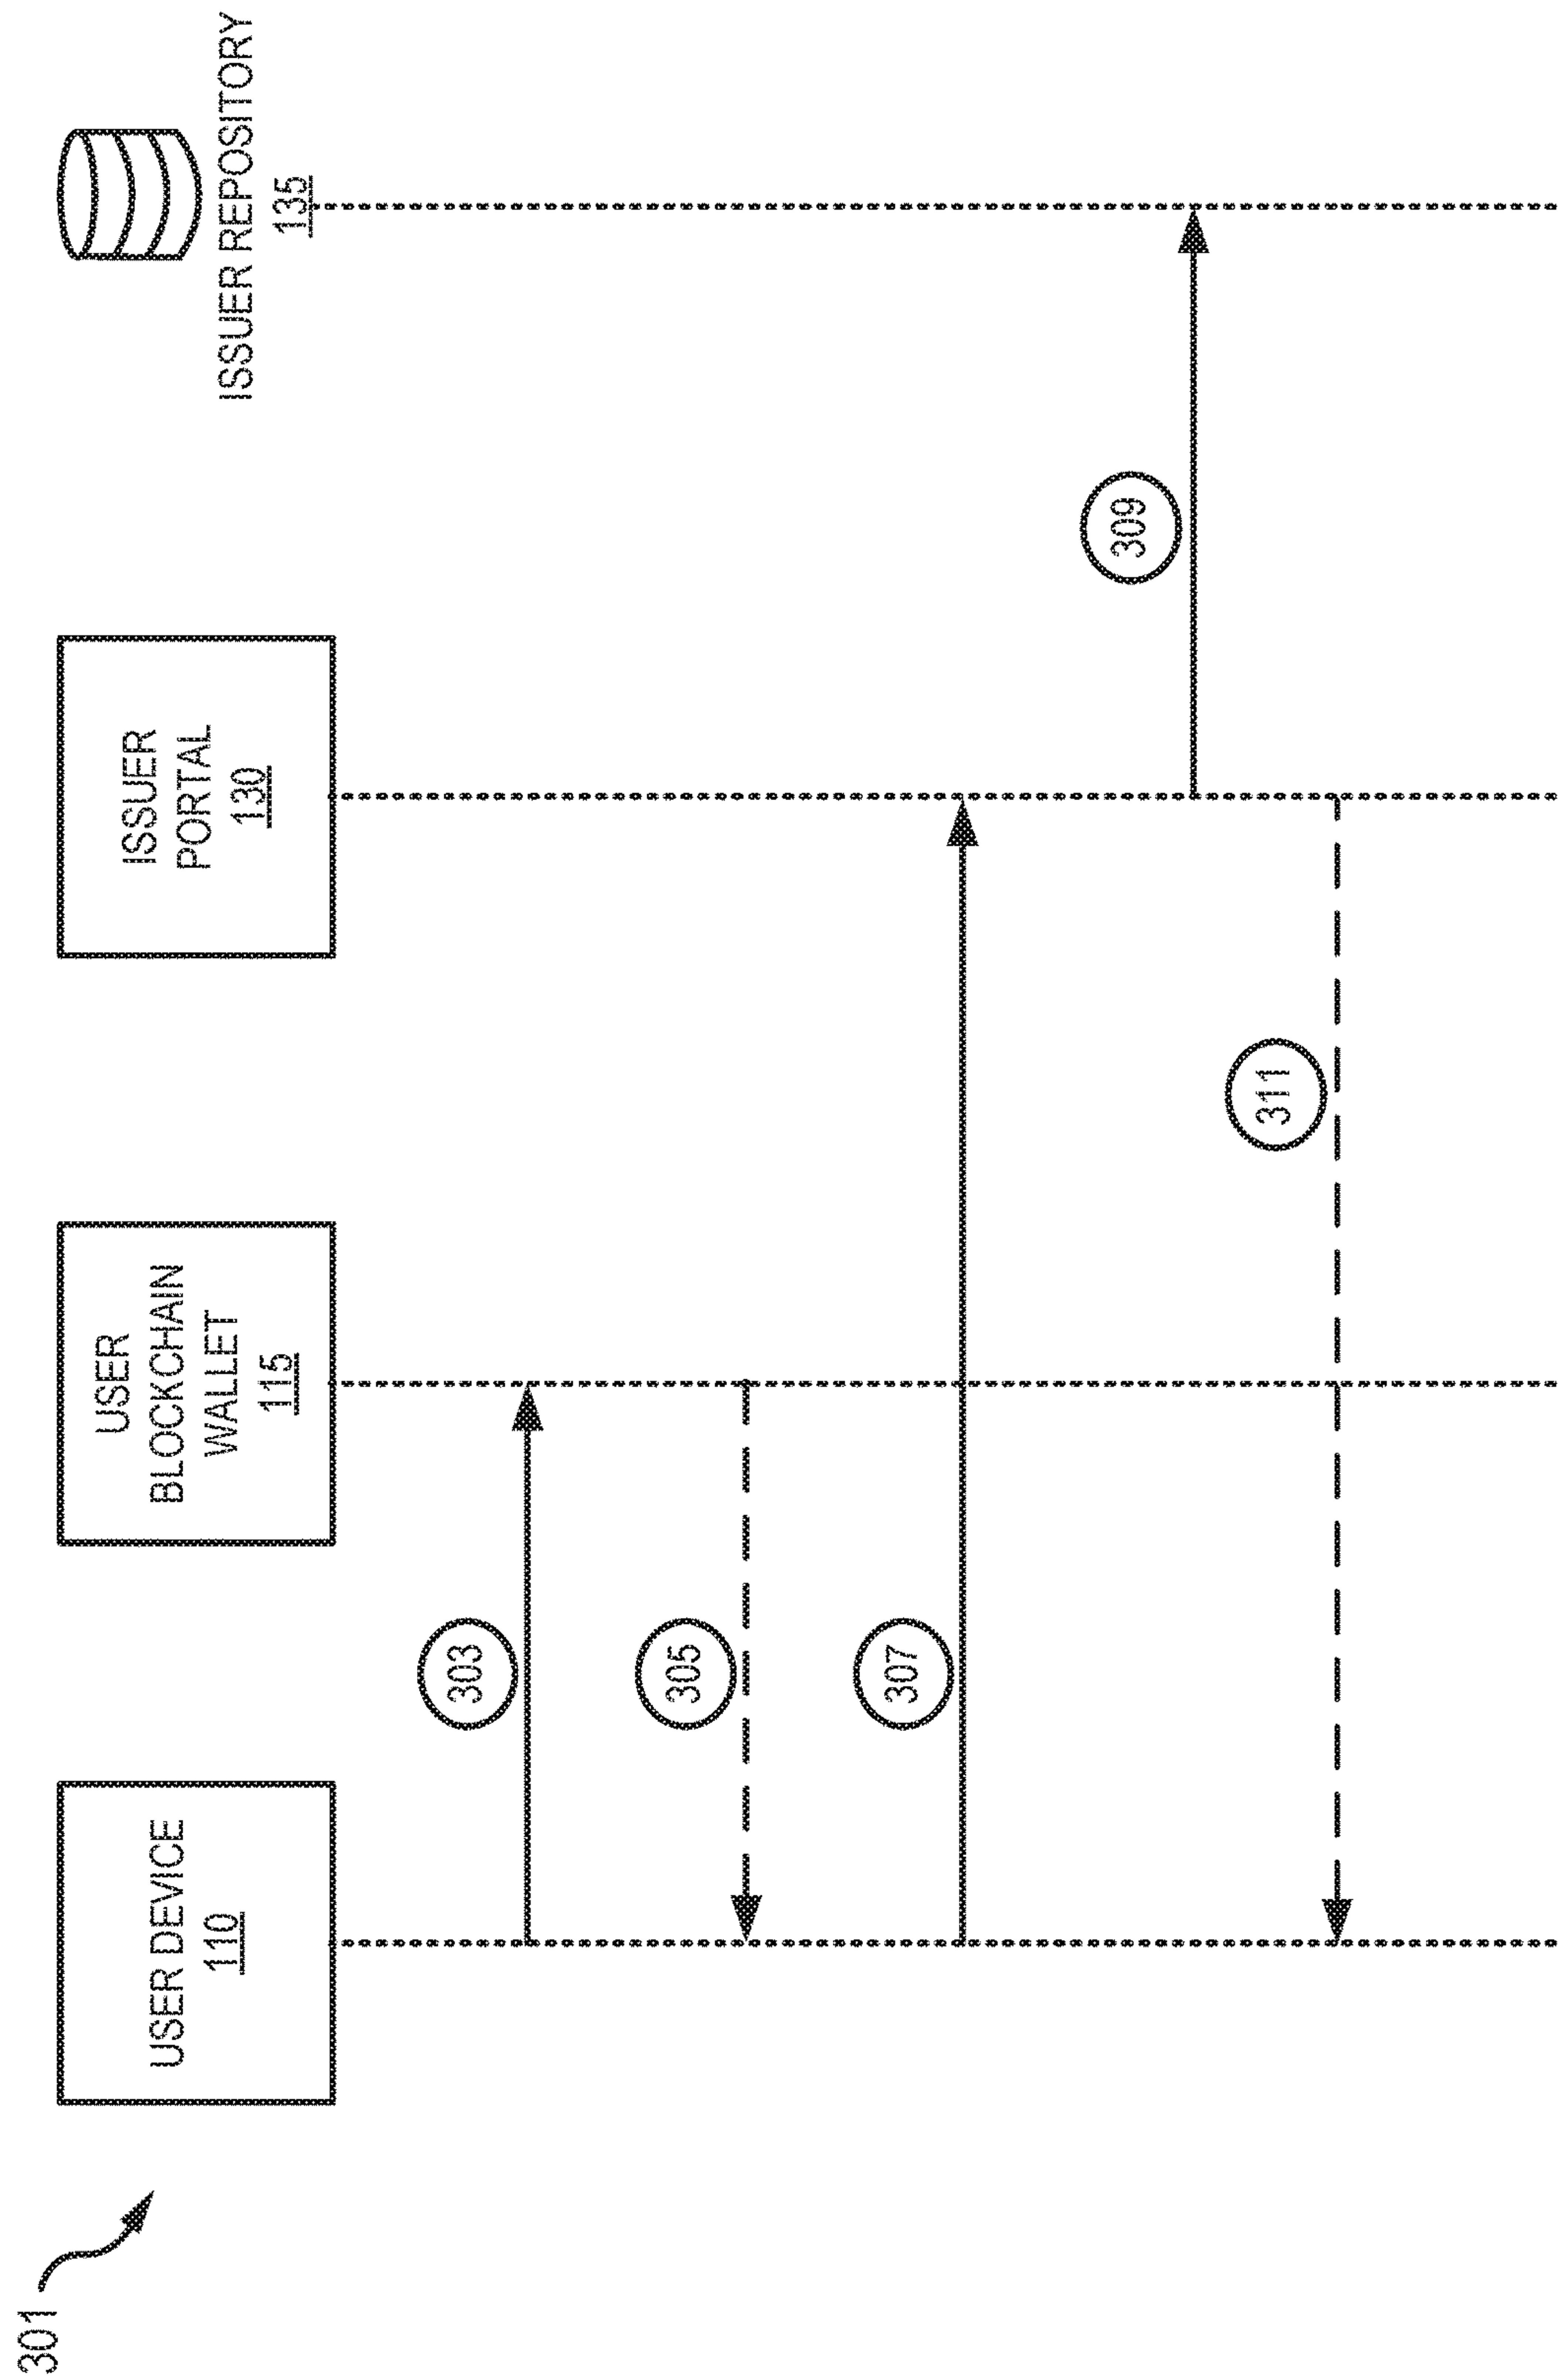 301
USER DEVICE
110
USER
BLOCKCHAIN
WALLET
115
ISSUER
PORTAL
130
ISSUER REPOSITORY
135
303
305
307
309
311